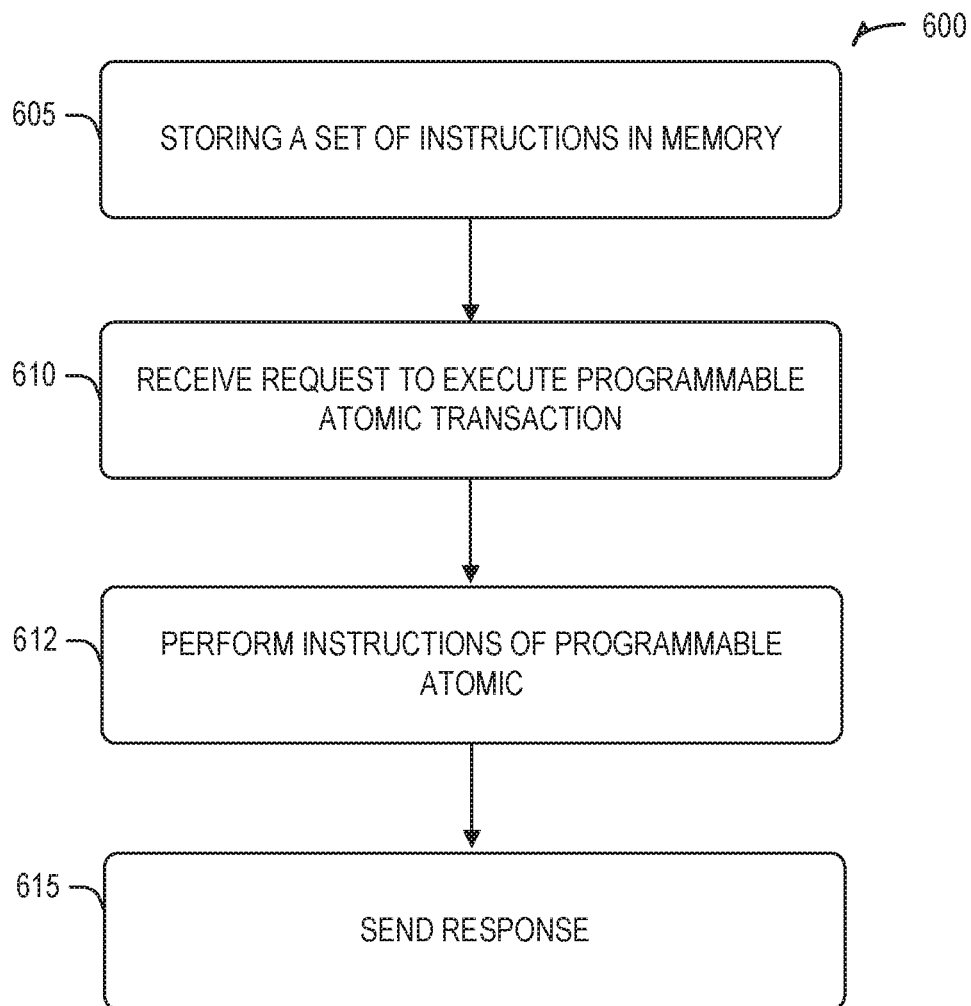 600
605
STORING A SET OF INSTRUCTIONS IN MEMORY
610
RECEIVE REQUEST TO EXECUTE PROGRAMMABLE
ATOMIC TRANSACTION
612
PERFORM INSTRUCTIONS OF PROGRAMMABLE
ATOMIC
615
SEND RESPONSE